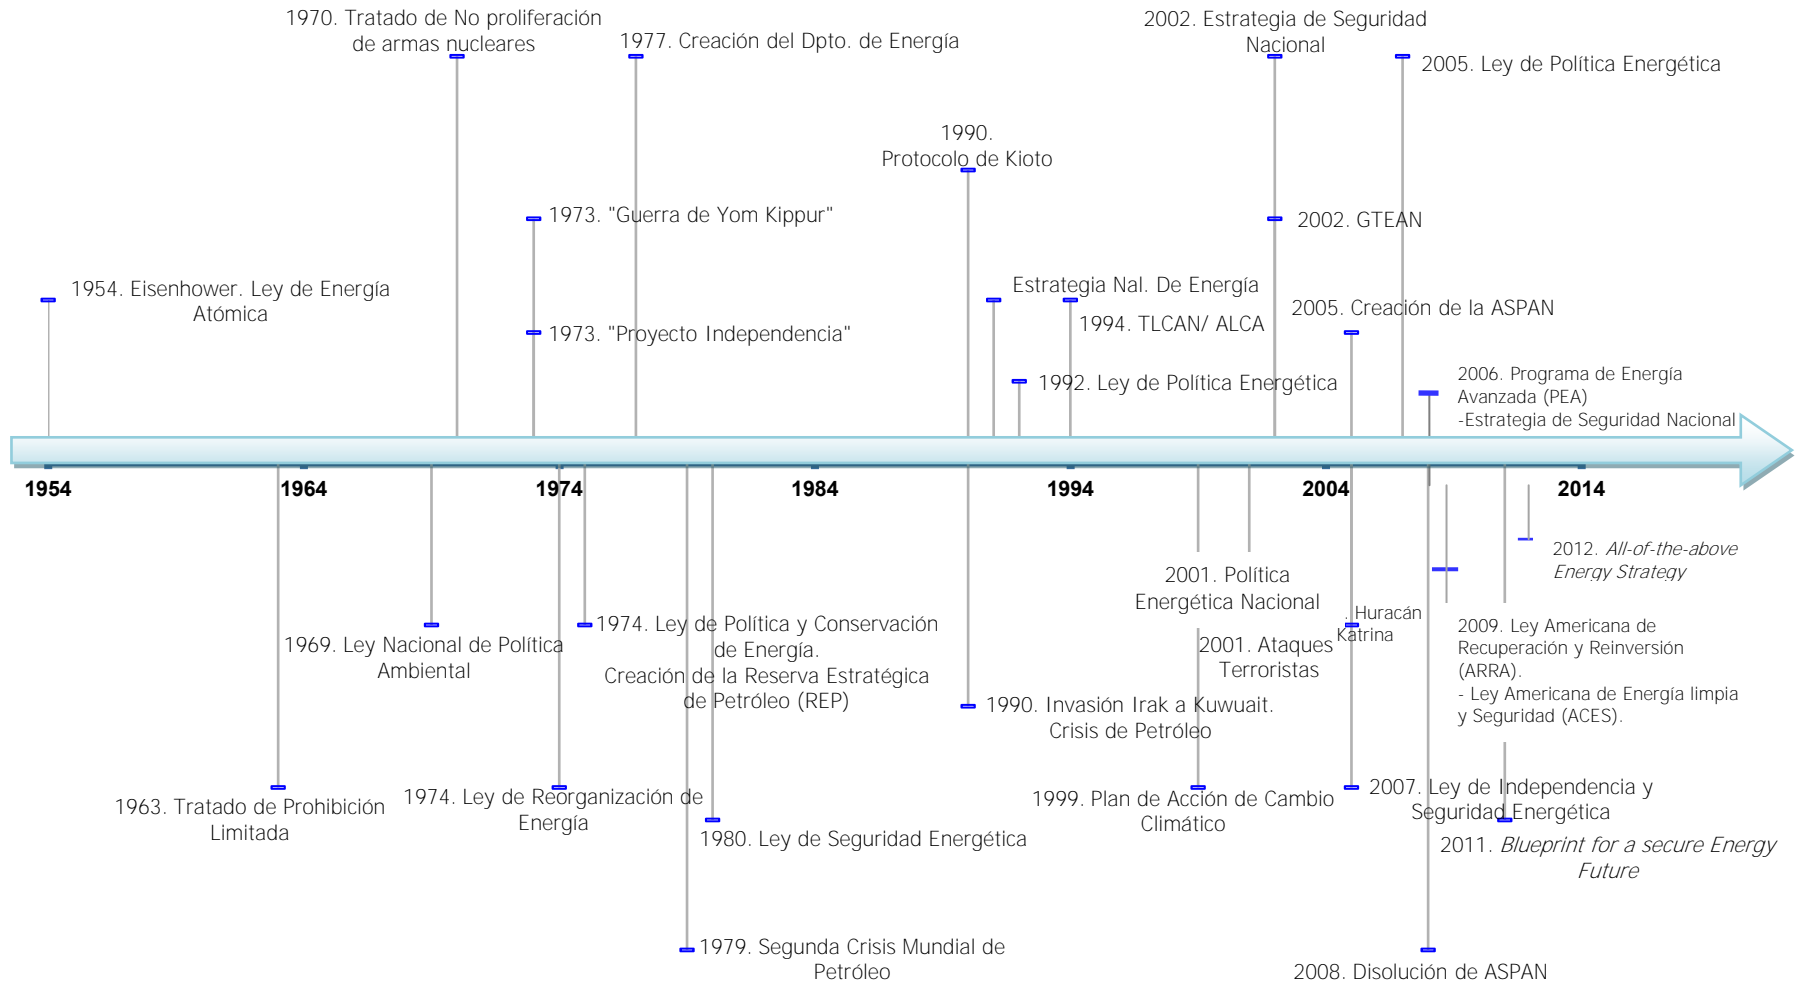 1970. Tratado de No proliferación
de armas nucleares
1977. Creación del Dpto. de Energía
2002. Estrategia de Seguridad
Nacional
2005. Ley de Política Energética
1990.
Protocolo de Kioto
1973. "Guerra de Yom Kippur"
2002. GTEAN
1954. Eisenhower. Ley de Energía
Atómica
Estrategia Nal. De Energía
1994. TLCAN/ ALCA
2005. Creación de la ASPAN
1973. "Proyecto Independencia"
1992. Ley de Política Energética
2006. Programa de Energía
Avanzada (PEA)
-Estrategia de Seguridad Nacional
1954
1964
1974
1984
1994
2004
2014
2012. All-of-the-above
Energy Strategy
2001. Política
Energética Nacional
. Huracán
Katrina
1969. Ley Nacional de Política
Ambiental
1974. Ley de Política y Conservación
de Energía.
Creación de la Reserva Estratégica
de Petróleo (REP)
2001. Ataques
Terroristas
2009. Ley Americana de
Recuperación y Reinversión
(ARRA).
- Ley Americana de Energía limpia
y Seguridad (ACES).
1990. Invasión Irak a Kuwuait.
Crisis de Petróleo
1963. Tratado de Prohibición
Limitada
1974. Ley de Reorganización de
Energía
1980. Ley de Seguridad Energética
1999. Plan de Acción de Cambio
Climático
2007. Ley de Independencia y
Seguridad Energética
2011. Blueprint for a secure Energy
Future
1979. Segunda Crisis Mundial de
Petróleo
2008. Disolución de ASPAN